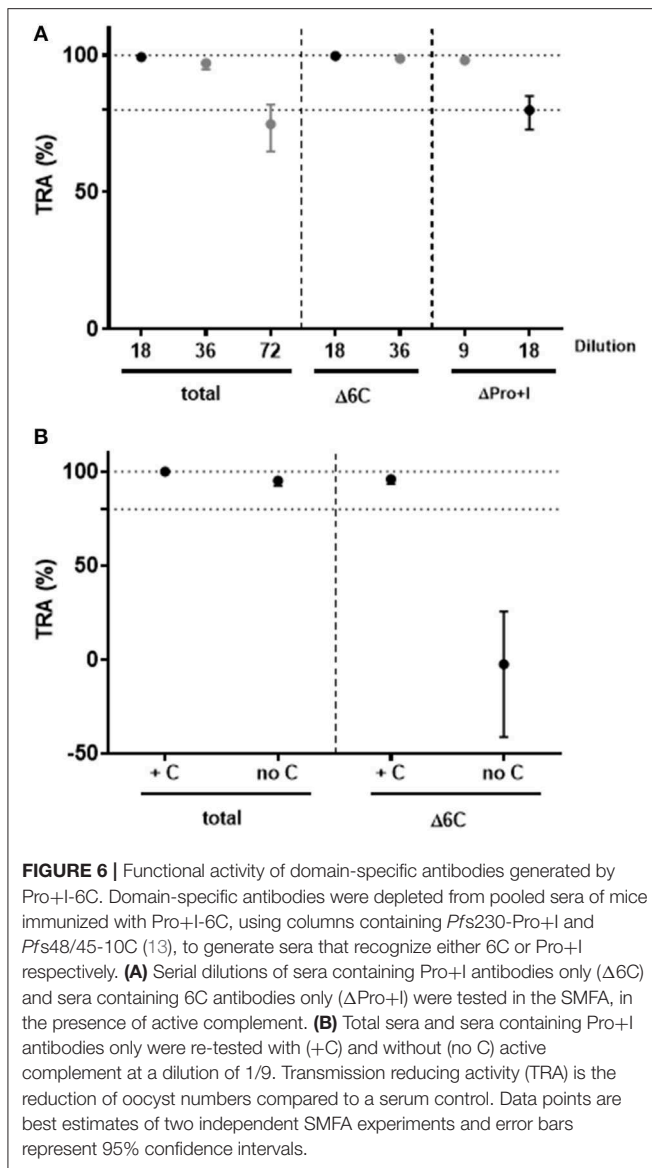 A
TRA (%)
100
50
0
18 36 72 18 36 9 18 Dilution
total Δ6C ΔPro+I
B
TRA (%)
100
50
0
-50
+ C no C + C no C
total Δ6C
FIGURE 6 | Functional activity of domain-specific antibodies generated by
Pro+I-6C. Domain-specific antibodies were depleted from pooled sera of mice
immunized with Pro+I-6C, using columns containing Pfs230-Pro+I and
Pfs48/45-10C (13), to generate sera that recognize either 6C or Pro+I
respectively. (A) Serial dilutions of sera containing Pro+I antibodies only (Δ6C)
and sera containing 6C antibodies only (ΔPro+I) were tested in the SMFA, in
the presence of active complement. (B) Total sera and sera containing Pro+I
antibodies only were re-tested with (+C) and without (no C) active
complement at a dilution of 1/9. Transmission reducing activity (TRA) is the
reduction of oocyst numbers compared to a serum control. Data points are
best estimates of two independent SMFA experiments and error bars
represent 95% confidence intervals.